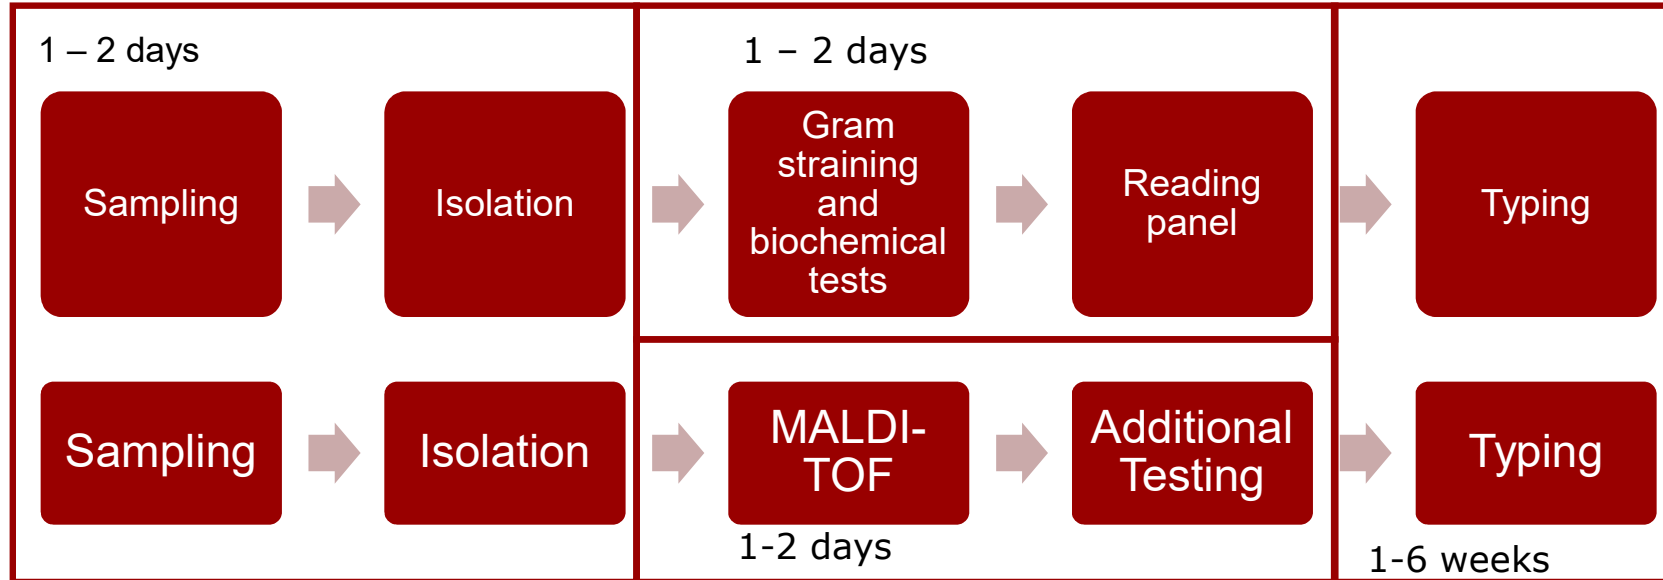 1 – 2 days
1 – 2 days
Sampling
Isolation
Gram
straining
and
biochemical
tests
Reading
panel
Typing
Sampling
Isolation
MALDI-
TOF
Additional
Testing
Typing
1-2 days
1-6 weeks